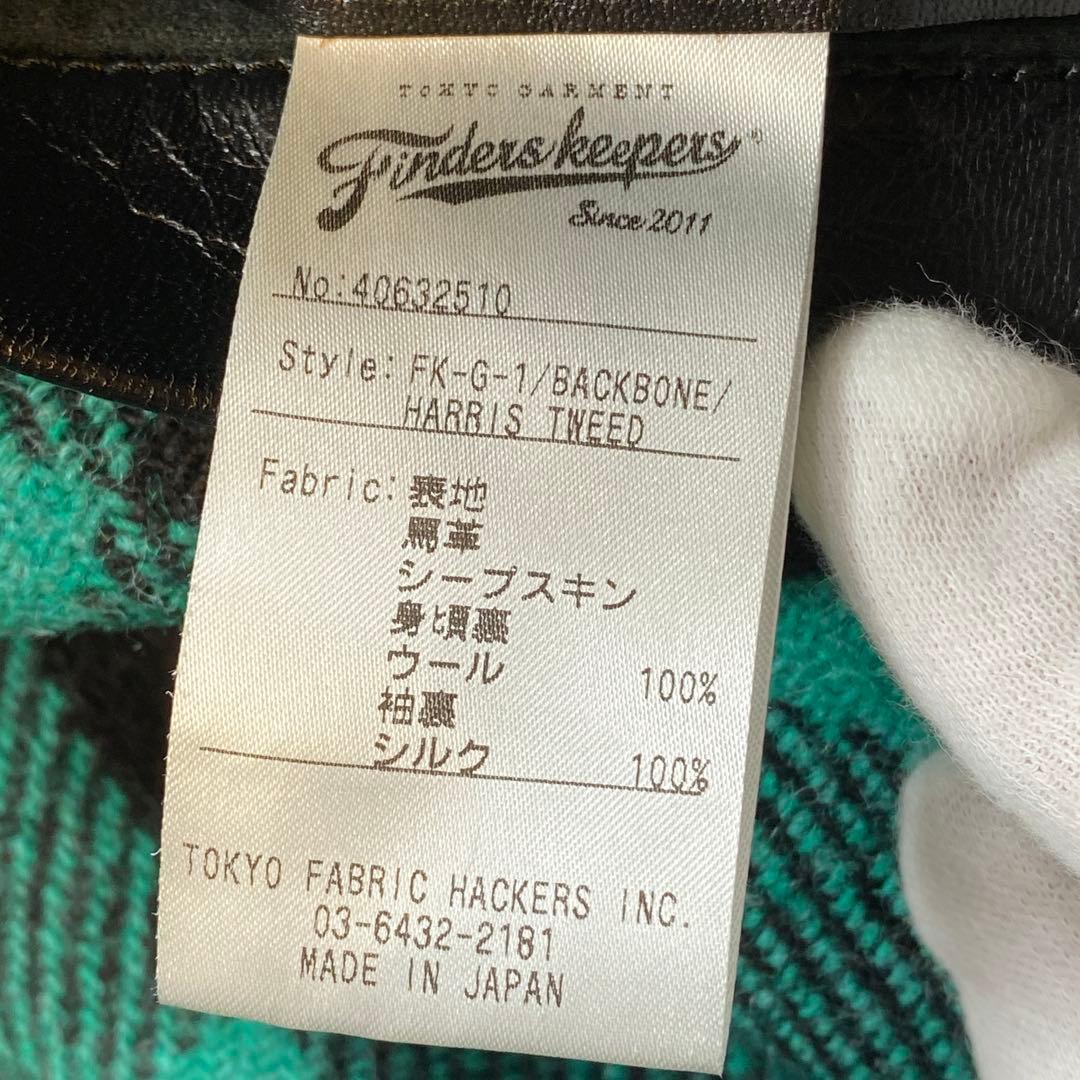 TOKYO GARMENT
Finders keepers®
Since 2011
No:40632510
Style: FK-G-1/BACKBONE/
HARRIS TWEED
Fabric: 表地
馬革
シープスキン
身頃裏
ウール 100%
袖裏
シルク 100%
TOKYO FABRIC HACKERS INC.
03-6432-2181
MADE IN JAPAN